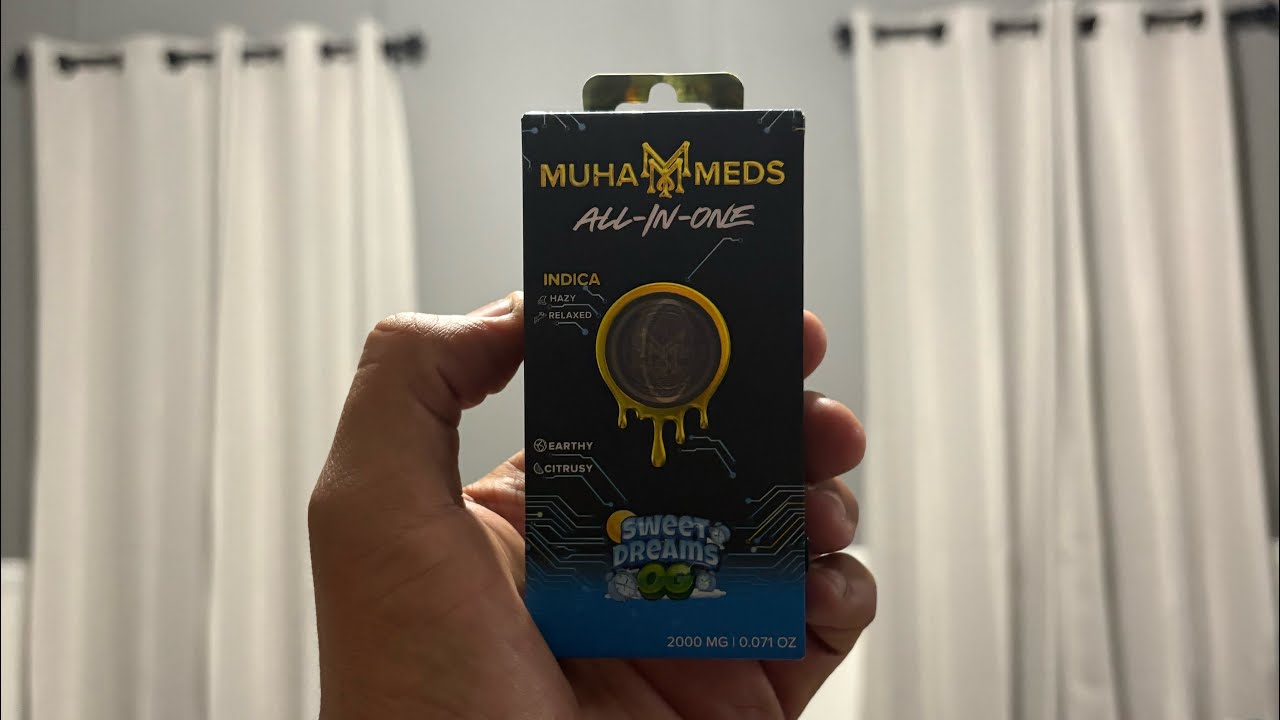 MUHA MEDS
ALL-IN-ONE
INDICA
HAZY
RELAXED
EARTHY
CITRUSY
SWEET
DREAMS
OG
2000 MG | 0.071 OZ